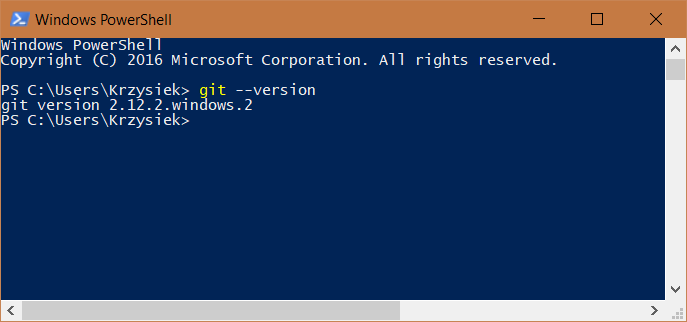 Windows PowerShell
Windows PowerShell
Copyright (C) 2016 Microsoft Corporation. All rights reserved.
PS C:\Users\Krzysiek> git --version
git version 2.12.2.windows.2
PS C:\Users\Krzysiek>